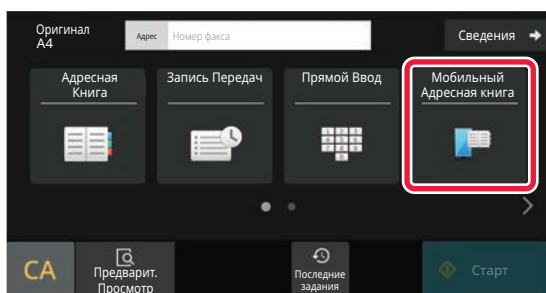 Оригинал
A4
Адрес
Номер факса
Сведения
Адресная
Книга
Запись Передач
Прямой Ввод
Мобильный
Адресная книга
CA
Предварит.
Просмотр
Последние
задания
Старт